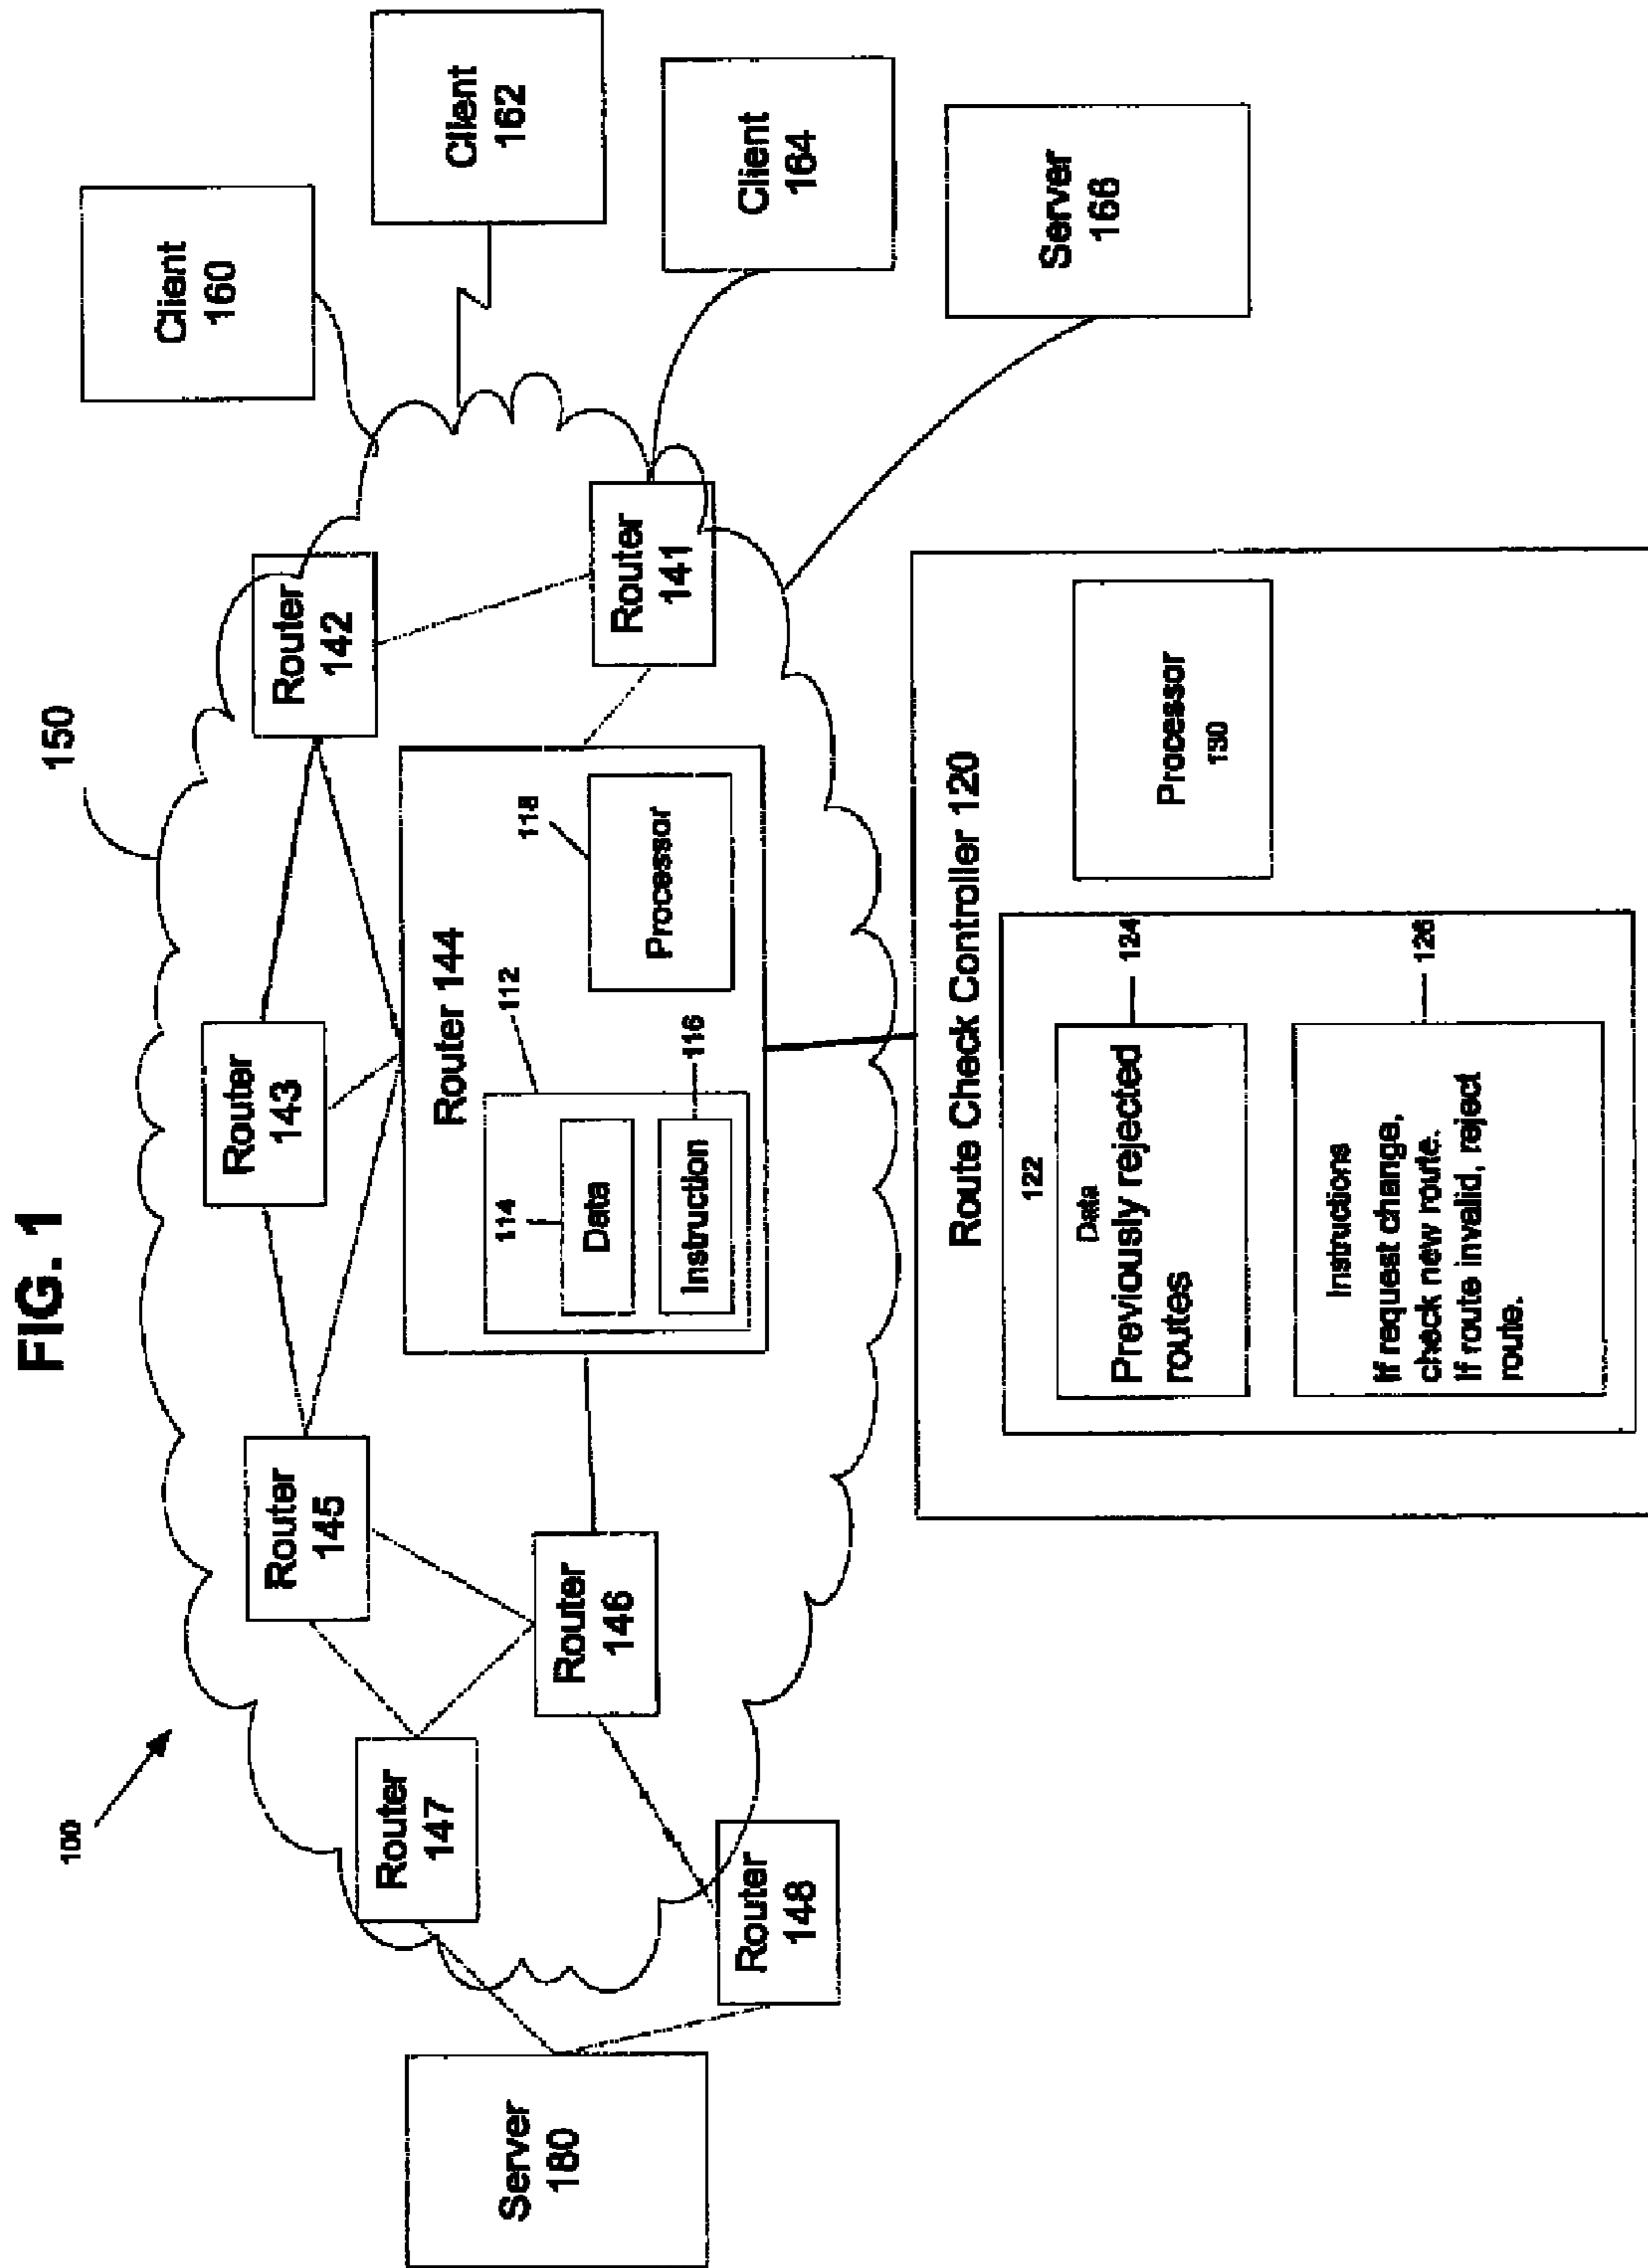 FIG. 1
100
150
Server
180
Router
147
Router
148
Router
145
Router
146
Router
143
Router
142
Router
141
Router 144
112
114
Data
Instruction
116
118
Processor
Client
160
Client
162
Client
164
Server
166
Route Check Controller 120
122
Data
Previously rejected
routes
124
Instructions
If request change,
check new route.
If route invalid, reject
route.
126
Processor
130